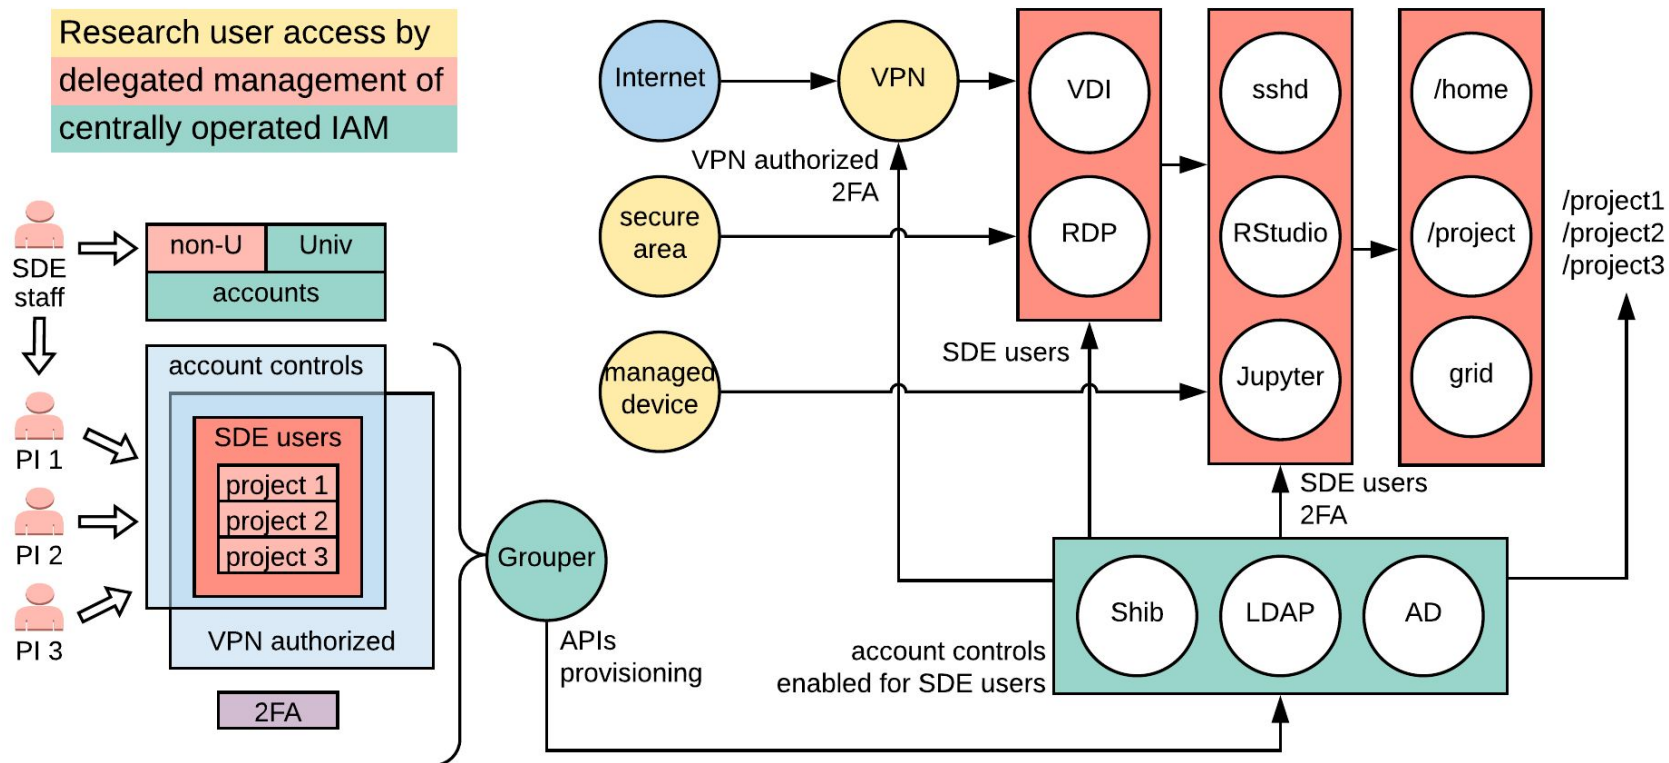 Research user access by
delegated management of
centrally operated IAM
SDE
staff
non-U
Univ
accounts
PI 1
PI 2
PI 3
account controls
SDE users
project 1
project 2
project 3
VPN authorized
2FA
Grouper
APIs
provisioning
Internet
VPN
VPN authorized
2FA
secure
area
managed
device
VDI
RDP
SDE users
sshd
RStudio
Jupyter
/home
/project
grid
/project1
/project2
/project3
SDE users
2FA
Shib
LDAP
AD
account controls
enabled for SDE users